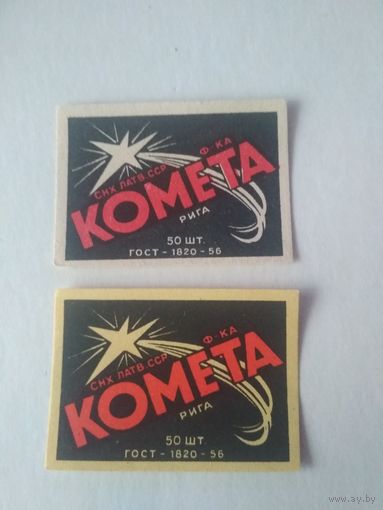 СНХ ЛАТВ. ССР Ф-КА
КОМЕТА
РИГА
50 ШТ.
ГОСТ - 1820 - 56
СНХ ЛАТВ. ССР Ф-КА
КОМЕТА
РИГА
50 ШТ
ГОСТ - 1820 - 56
www.ay.by